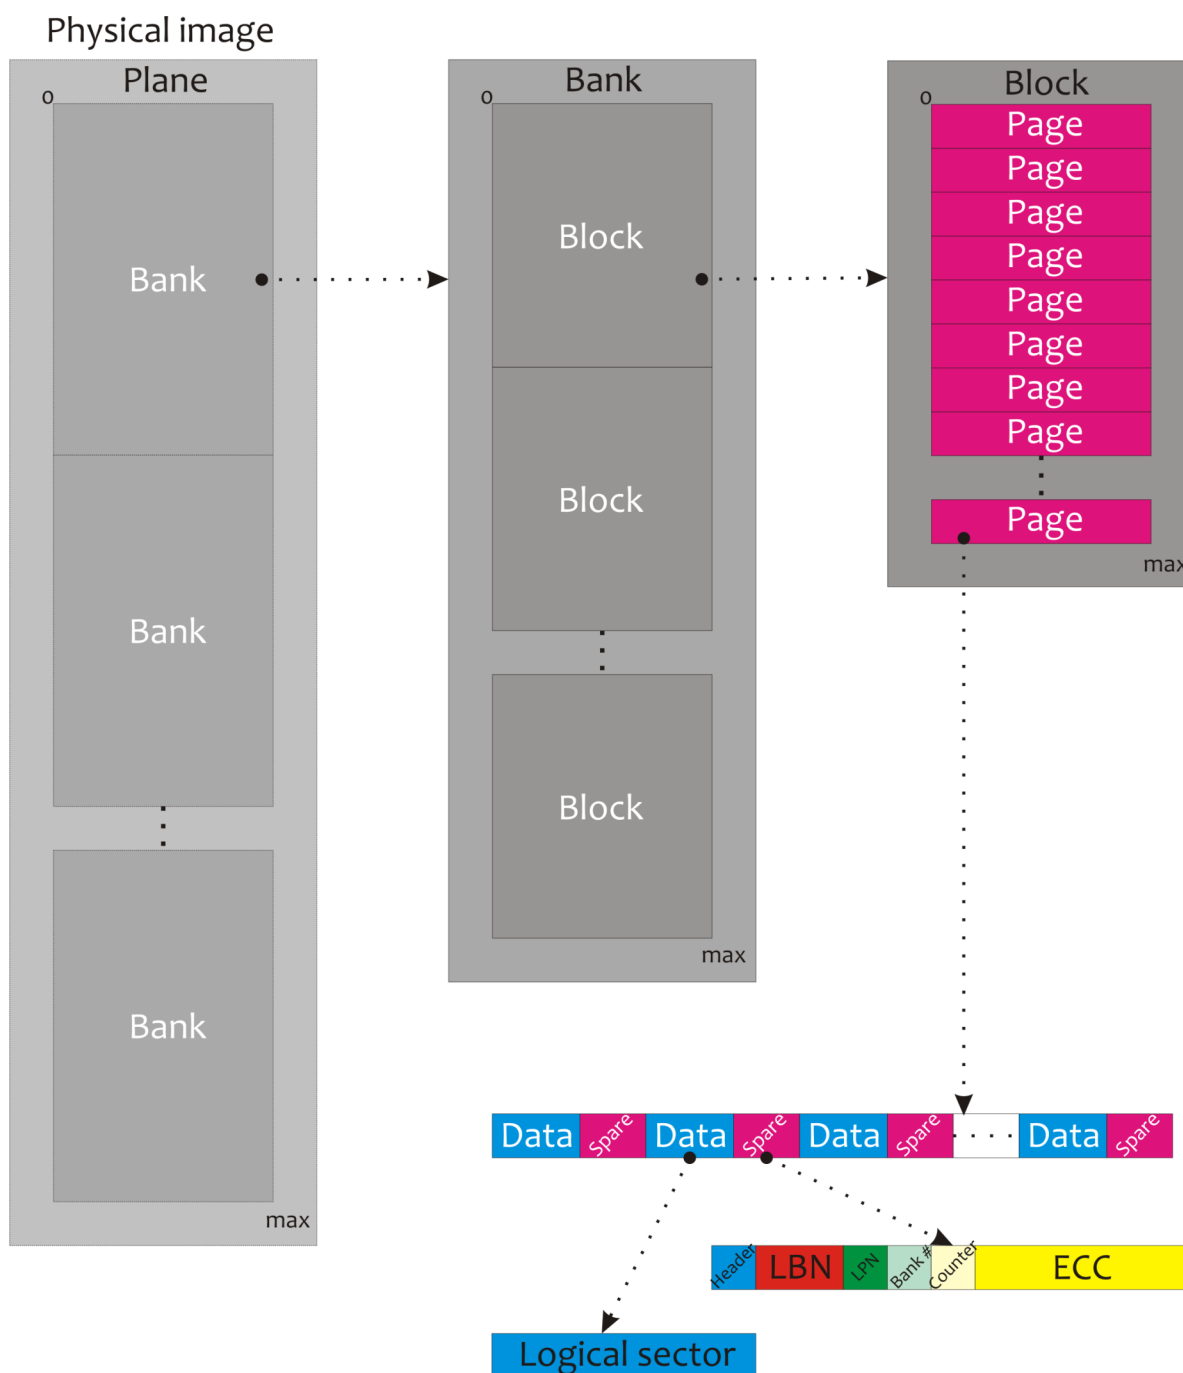 Physical image
Plane
0
Bank
Bank
Bank
max
Bank
0
Block
Block
Block
max
Block
0
Page
Page
Page
Page
Page
Page
Page
Page
Page
max
Data Spare Data Spare Data Spare Data Spare
Header LBN LPN Bank # Counter ECC
Logical sector